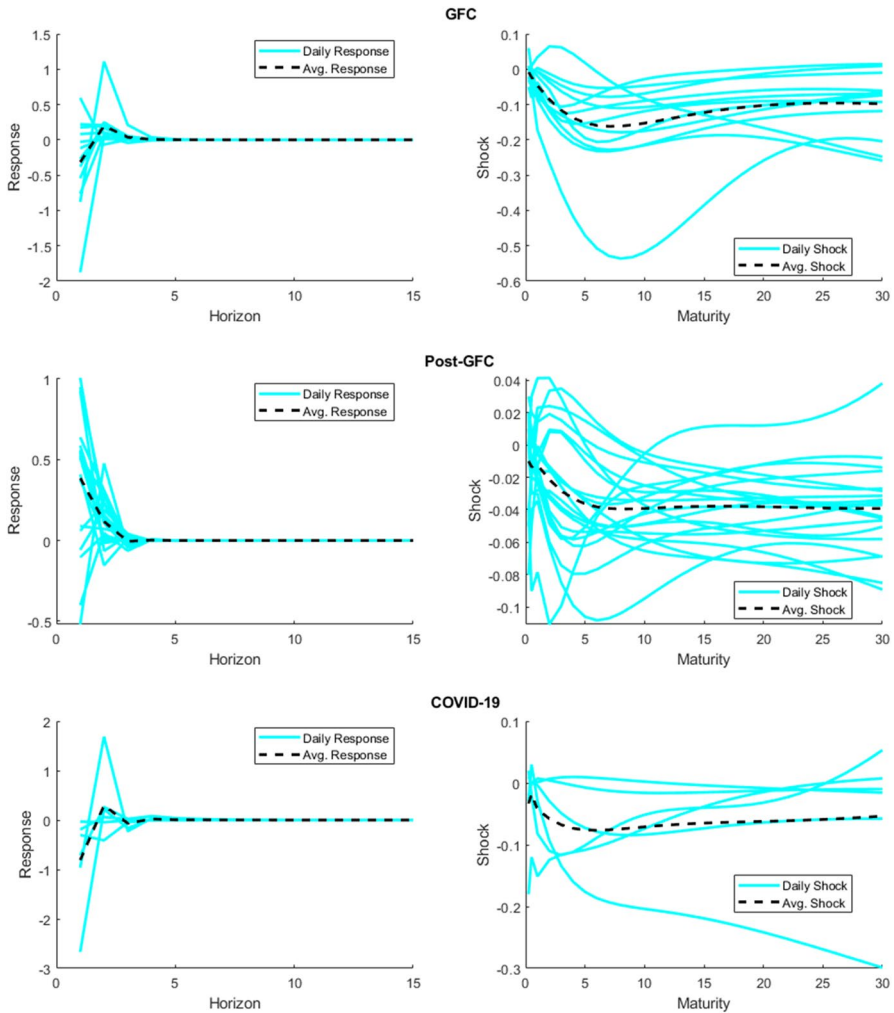 GFC
1.5
1
0.5
0
-0.5
-1
-1.5
-2
Response
Daily Response
Avg. Response
0 5 10 15
Horizon
0.1
0
-0.1
-0.2
-0.3
-0.4
-0.5
-0.6
Shock
Daily Shock
Avg. Shock
0 5 10 15 20 25 30
Maturity
Post-GFC
1
0.5
0
-0.5
Response
Daily Response
Avg. Response
0 5 10 15
Horizon
0.04
0.02
0
-0.02
-0.04
-0.06
-0.08
-0.1
Shock
Daily Shock
Avg. Shock
0 5 10 15 20 25 30
Maturity
COVID-19
2
1
0
-1
-2
-3
Response
Daily Response
Avg. Response
0 5 10 15
Horizon
0.1
0
-0.1
-0.2
-0.3
Shock
Daily Shock
Avg. Shock
0 5 10 15 20 25 30
Maturity